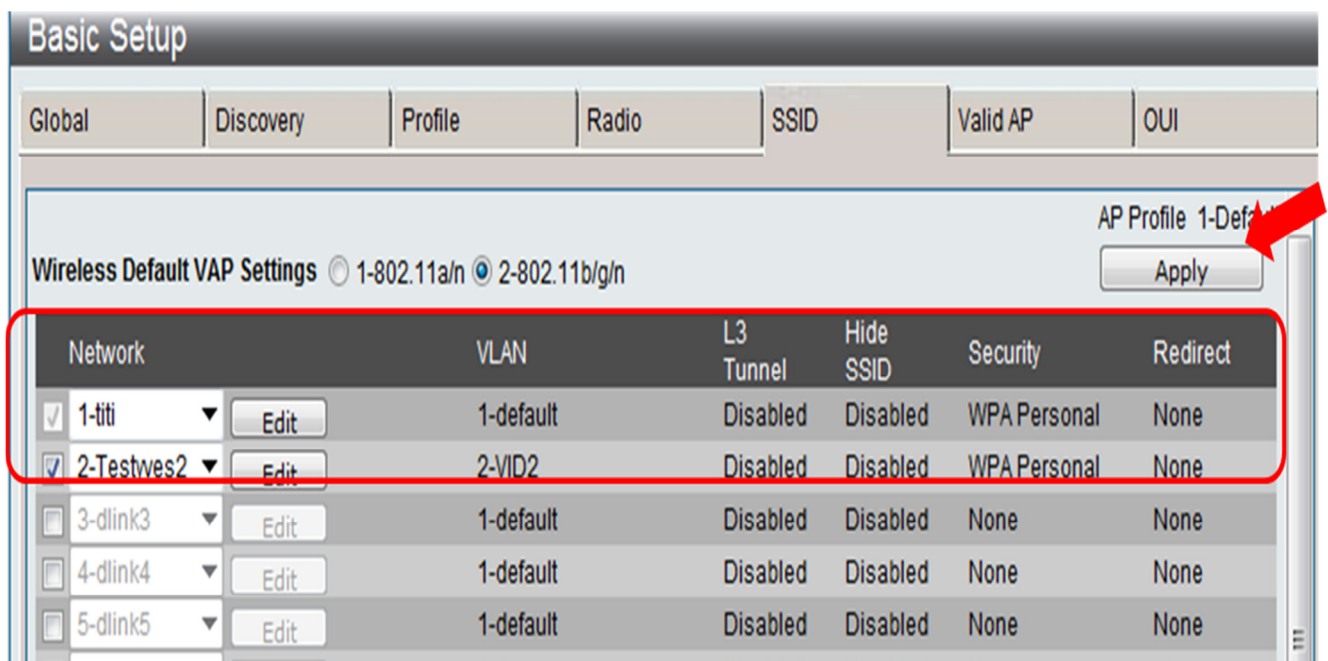 Basic Setup
Global Discovery Profile Radio SSID Valid AP OUI
AP Profile 1-Defa
Wireless Default VAP Settings 1-802.11a/n 2-802.11b/g/n Apply
Network VLAN L3 Tunnel Hide SSID Security Redirect
1-titi Edit 1-default Disabled Disabled WPA Personal None
2-Testyves2 Edit 2-VID2 Disabled Disabled WPA Personal None
3-dlink3 Edit 1-default Disabled Disabled None None
4-dlink4 Edit 1-default Disabled Disabled None None
5-dlink5 Edit 1-default Disabled Disabled None None